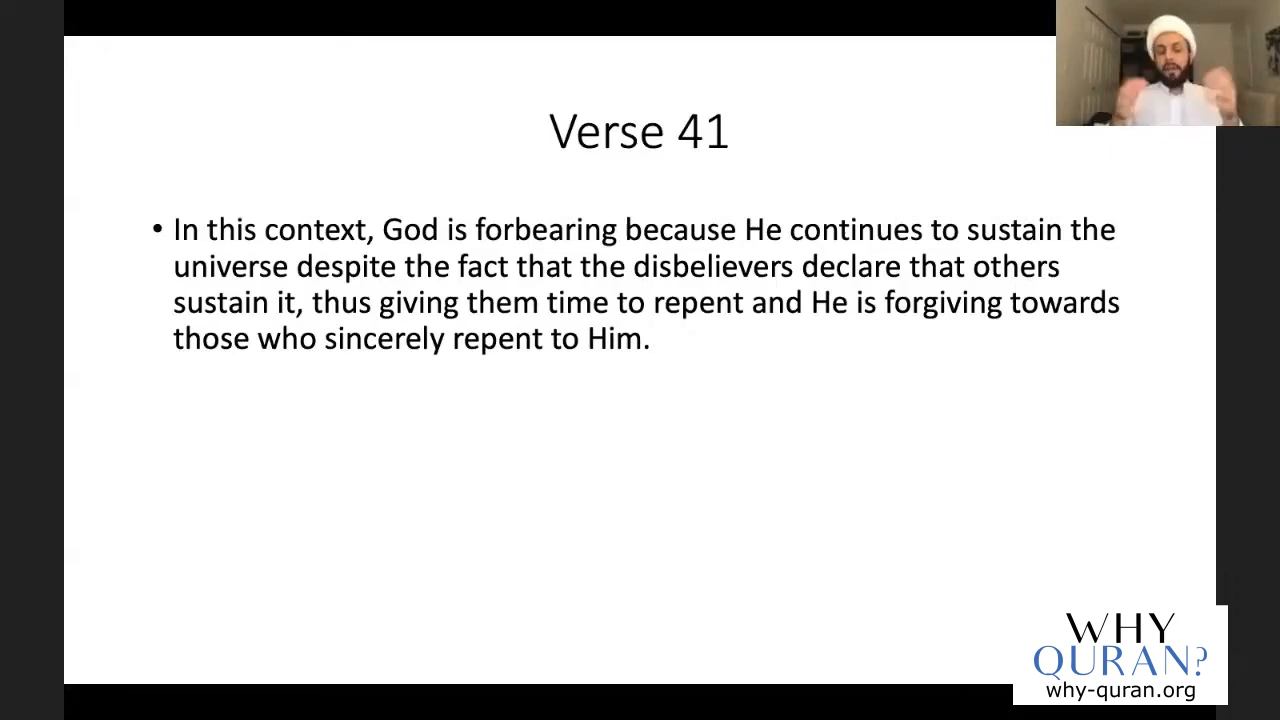 Verse 41
• In this context, God is forbearing because He continues to sustain the
universe despite the fact that the disbelievers declare that others
sustain it, thus giving them time to repent and He is forgiving towards
those who sincerely repent to Him.
WHY
QURAN?
why-quran.org